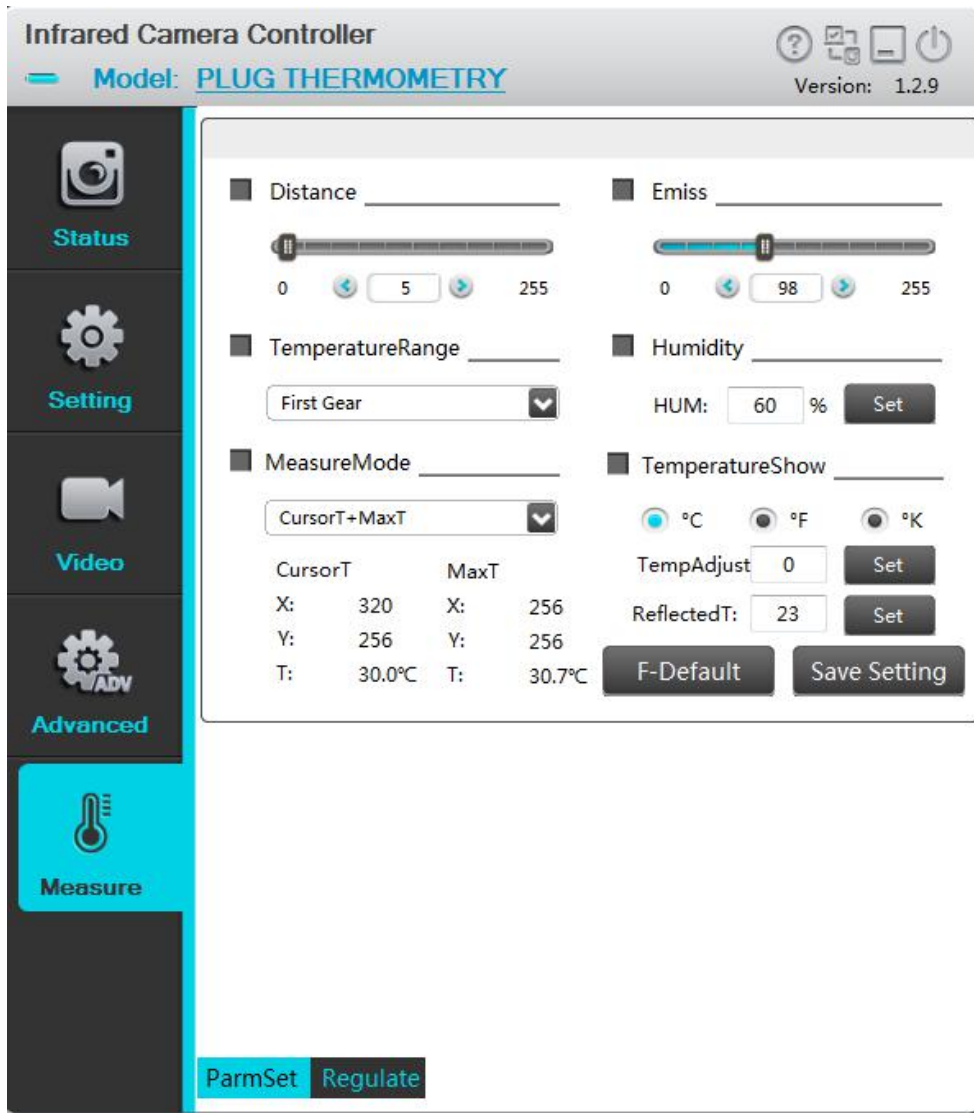 Infrared Camera Controller
Model: PLUG THERMOMETRY
Version: 1.2.9
Status
Setting
Video
ADV
Advanced
Measure
Distance
0 5 255
Emiss
0 98 255
TemperatureRange
First Gear
Humidity
HUM: 60 % Set
MeasureMode
CursorT+MaxT
CursorT MaxT
X: 320 X: 256
Y: 256 Y: 256
T: 30.0℃ T: 30.7℃
TemperatureShow
°C °F °K
TempAdjust 0 Set
ReflectedT: 23 Set
F-Default Save Setting
ParmSet Regulate